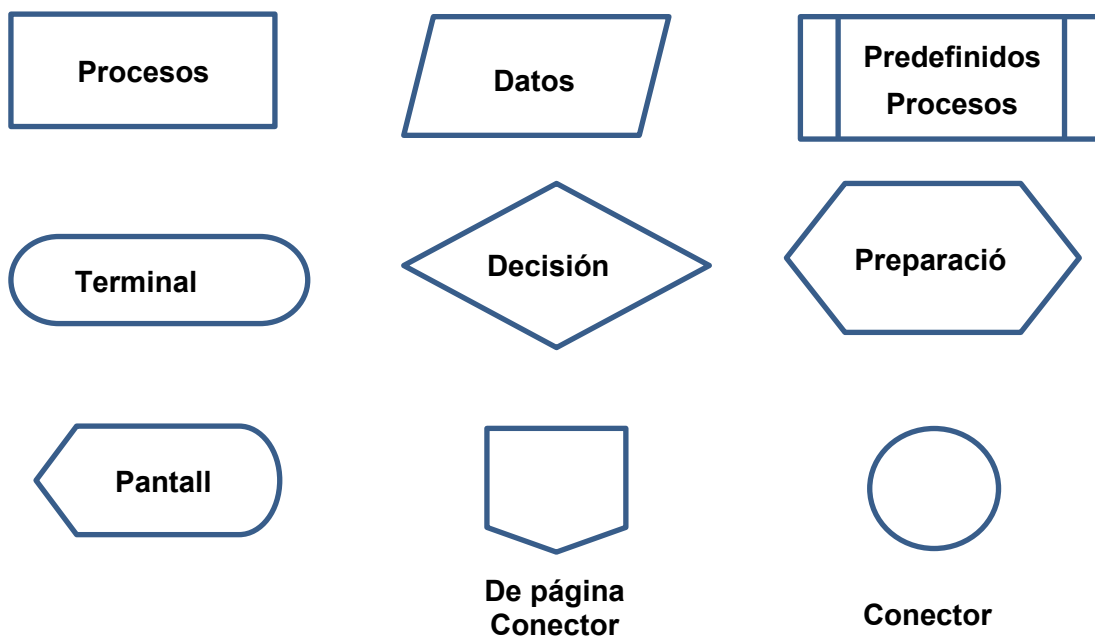 Procesos
Datos
Predefinidos
Procesos
Terminal
Decisión
Preparació
Pantall
De página
Conector
Conector